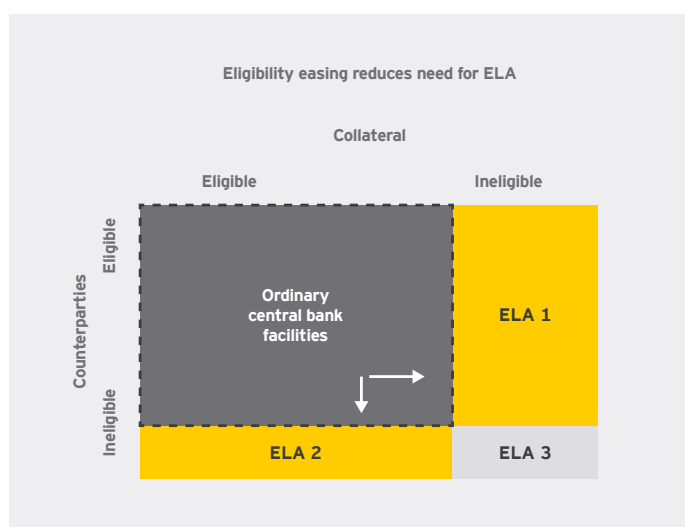 Eligibility easing reduces need for ELA
Collateral
Eligible
Ineligible
Counterparties
Eligible
Ineligible
Ordinary
central bank
facilities
ELA 1
ELA 2
ELA 3